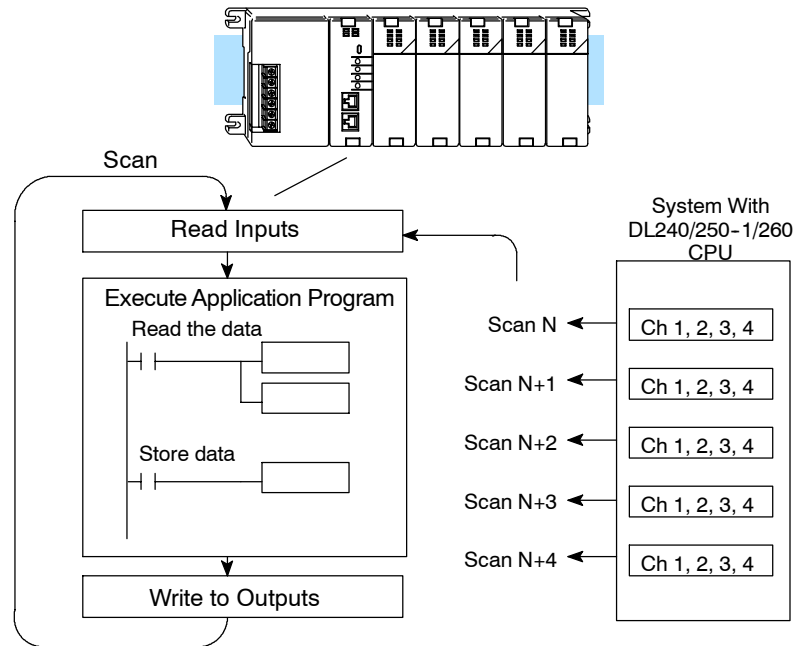 Scan
Read Inputs
Execute Application Program
Read the data
Store data
Write to Outputs
System With
DL240/250-1/260
CPU
Scan N
Ch 1, 2, 3, 4
Scan N+1
Ch 1, 2, 3, 4
Scan N+2
Ch 1, 2, 3, 4
Scan N+3
Ch 1, 2, 3, 4
Scan N+4
Ch 1, 2, 3, 4